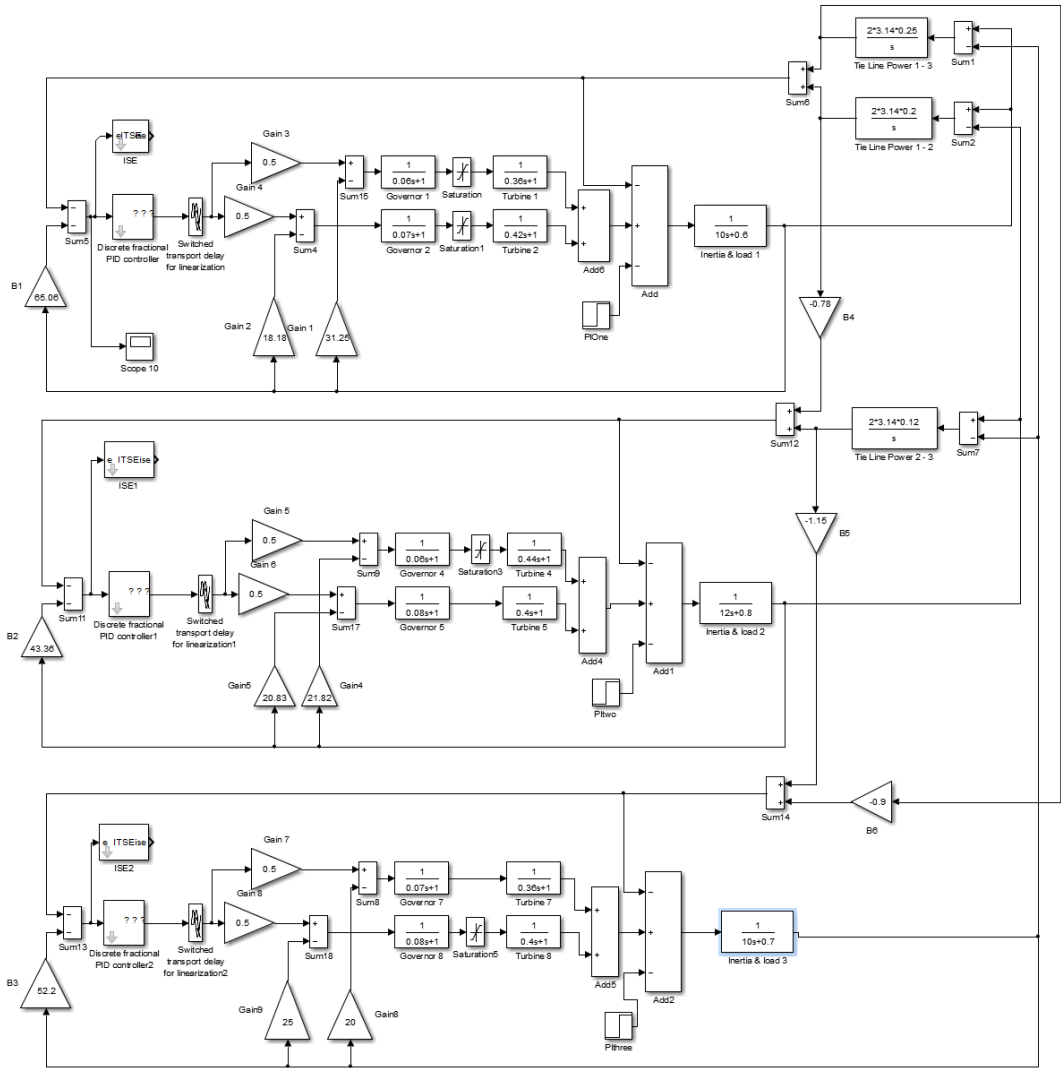 2*3.14*0.25
s
Tie Line Power 1 - 3
Sum1
Sum6
2*3.14*0.2
s
Tie Line Power 1 - 2
Sum2
ISE
Gain 3
0.5
Gain 4
0.5
Sum5
? ? ?
Discrete fractional
PID controller
Switched
transport delay
for linearization
Sum15
Sum4
1
0.06s+1
Governor 1
Saturation
1
0.36s+1
Turbine 1
1
0.07s+1
Governor 2
Saturation1
1
0.42s+1
Turbine 2
Add6
Add
1
10s+0.6
Inertia & load 1
B1
65.06
Scope 10
Gain 2
18.18
Gain 1
31.25
PlOne
-0.78
B4
Sum12
2*3.14*0.12
s
Tie Line Power 2 - 3
Sum7
e ITSEise
ISE1
-1.15
B5
Gain 5
0.5
Gain 6
0.5
Sum11
? ? ?
Discrete fractional
PID controller1
Switched
transport delay
for linearization1
Sum9
Sum17
1
0.06s+1
Governor 4
Saturation3
1
0.44s+1
Turbine 4
1
0.08s+1
Governor 5
1
0.4s+1
Turbine 5
Add4
Add1
1
12s+0.8
Inertia & load 2
B2
43.36
Gain5
20.83
21.82
Gain4
Pltwo
Sum14
-0.9
B6
e ITSEise
ISE2
Gain 7
0.5
Gain 8
0.5
Sum13
? ? ?
Discrete fractional
PID controller2
Switched
transport delay
for linearization2
Sum8
Sum18
1
0.07s+1
Governor 7
1
0.36s+1
Turbine 7
1
0.08s+1
Governor 8
Saturation5
1
0.4s+1
Turbine 8
Add5
Add2
1
10s+0.7
Inertia & load 3
B3
52.2
Gain9
25
20
Gain8
Plthree